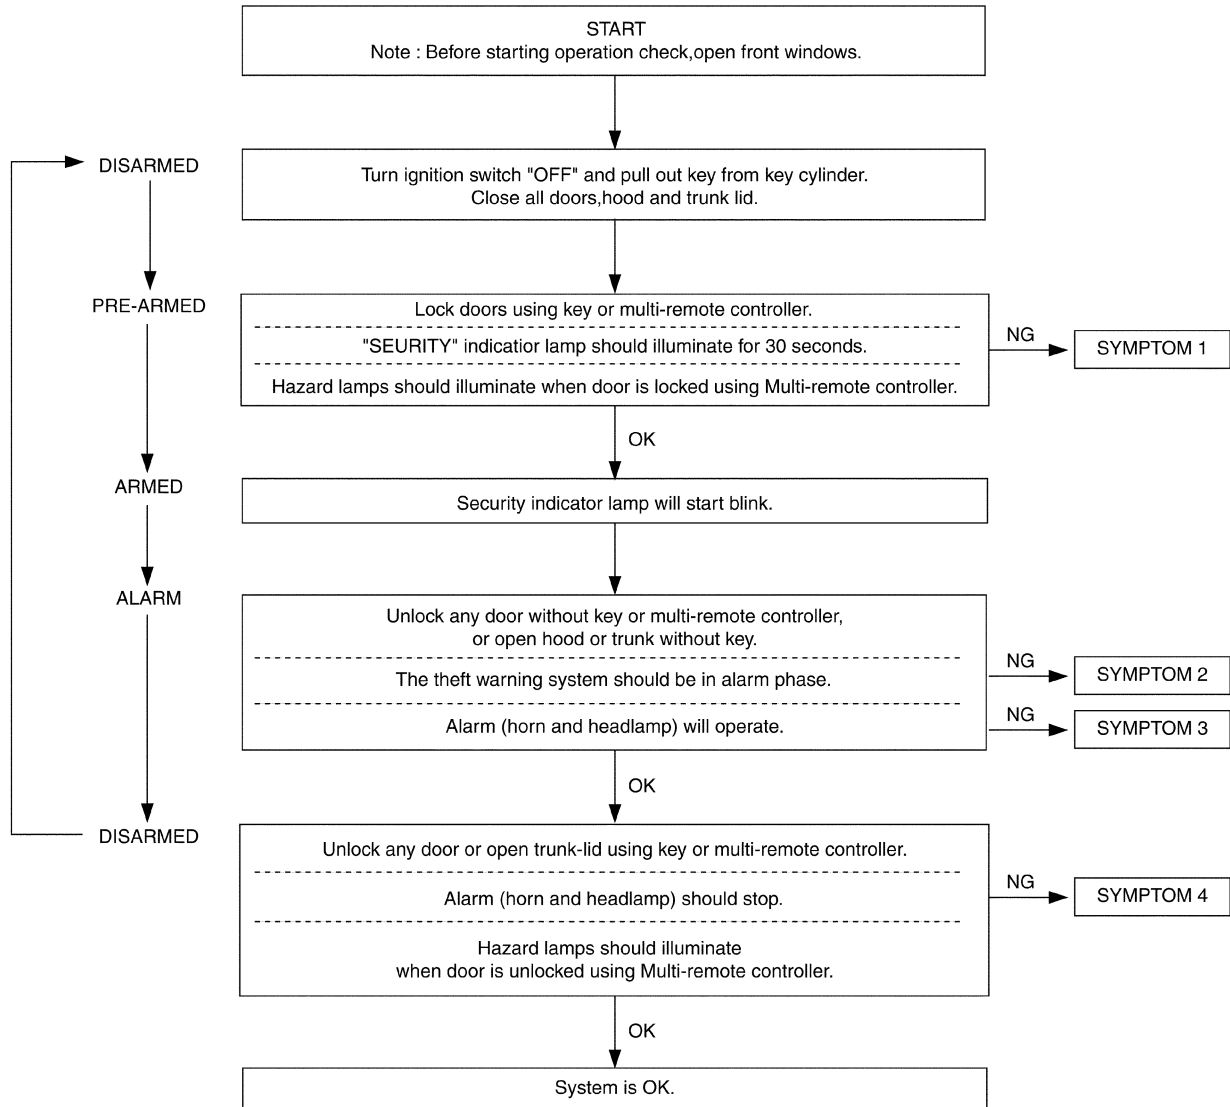 START
Note : Before starting operation check,open front windows.
DISARMED
Turn ignition switch "OFF" and pull out key from key cylinder.
Close all doors,hood and trunk lid.
PRE-ARMED
Lock doors using key or multi-remote controller.
"SEURITY" indicatior lamp should illuminate for 30 seconds.
NG
SYMPTOM 1
Hazard lamps should illuminate when door is locked using Multi-remote controller.
OK
ARMED
Security indicator lamp will start blink.
ALARM
Unlock any door without key or multi-remote controller,
or open hood or trunk without key.
The theft warning system should be in alarm phase.
NG
SYMPTOM 2
Alarm (horn and headlamp) will operate.
NG
SYMPTOM 3
OK
DISARMED
Unlock any door or open trunk-lid using key or multi-remote controller.
Alarm (horn and headlamp) should stop.
NG
SYMPTOM 4
Hazard lamps should illuminate
when door is unlocked using Multi-remote controller.
OK
System is OK.